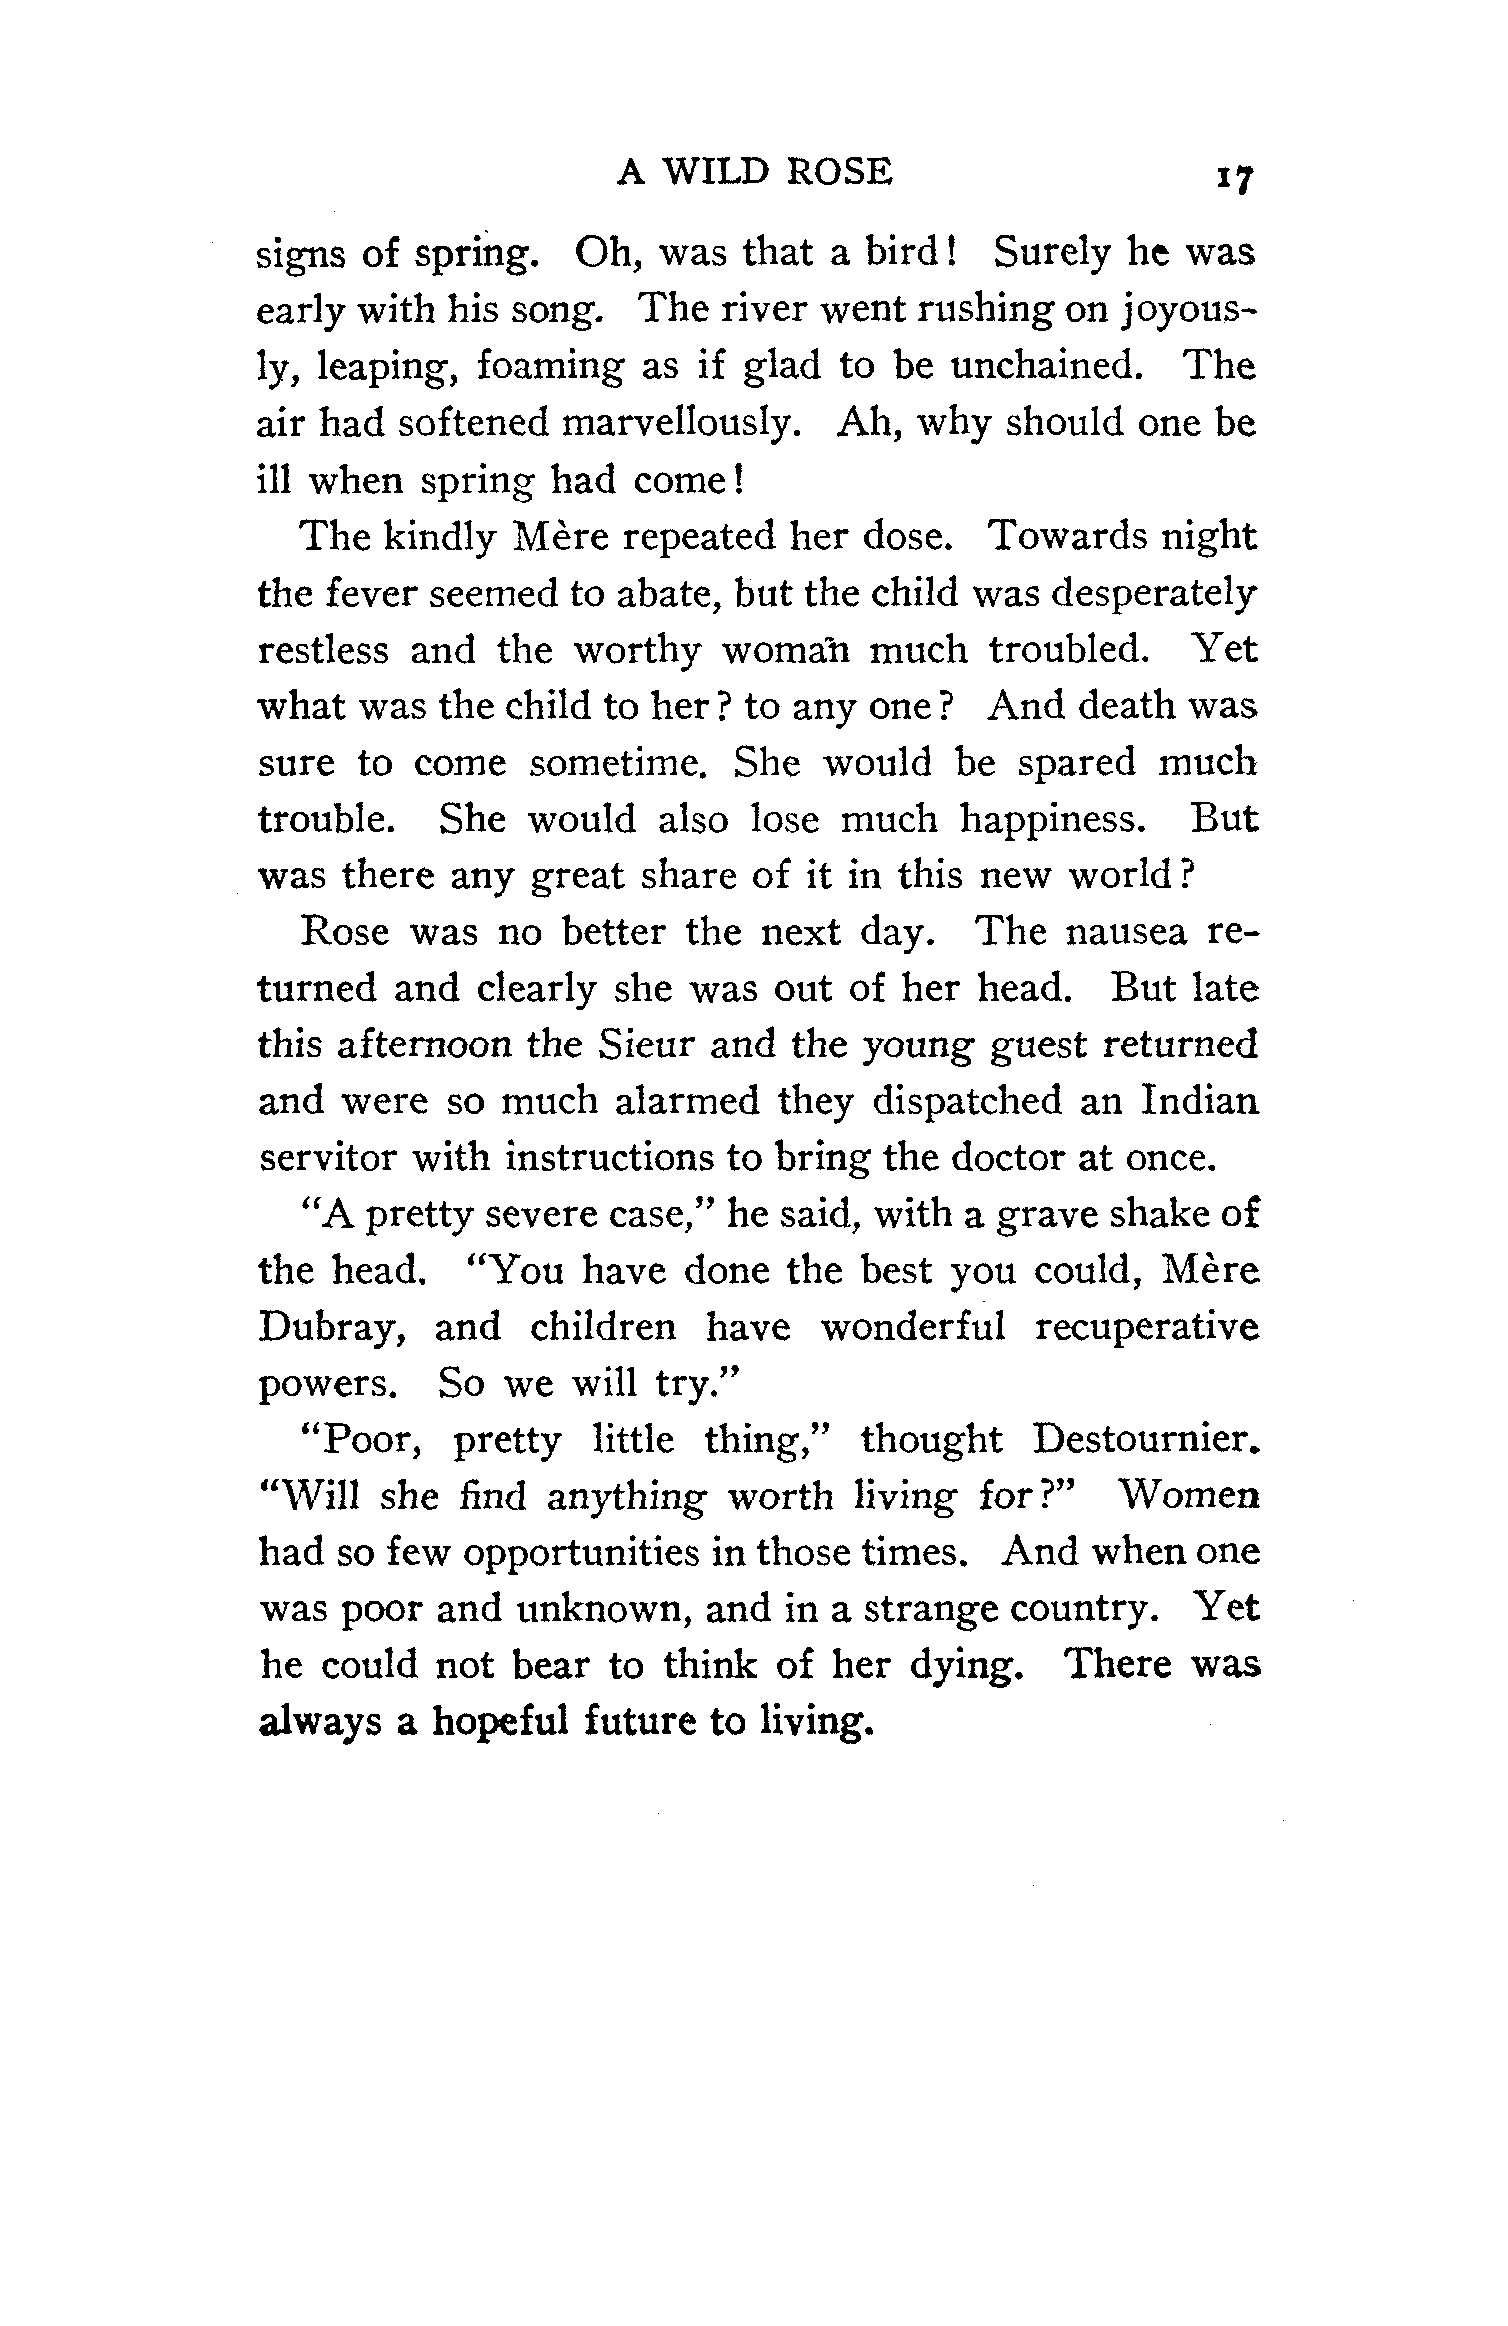 A WILD ROSE 17
signs of spring. Oh, was that a bird! Surely he was
early with his song. The river went rushing on joyous-
ly, leaping, foaming as if glad to be unchained. The
air had softened marvellously. Ah, why should one be
ill when spring had come!
The kindly Mère repeated her dose. Towards night
the fever seemed to abate, but the child was desperately
restless and the worthy woman much troubled. Yet
what was the child to her? to any one? And death was
sure to come sometime. She would be spared much
trouble. She would also lose much happiness. But
was there any great share of it in this new world?
Rose was no better the next day. The nausea re-
turned and clearly she was out of her head. But late
this afternoon the Sieur and the young guest returned
and were so much alarmed they dispatched an Indian
servitor with instructions to bring the doctor at once.
"A pretty severe case," he said, with a grave shake of
the head. "You have done the best you could, Mère
Dubray, and children have wonderful recuperative
powers. So we will try."
"Poor, pretty little thing," thought Destournier.
"Will she find anything worth living for?" Women
had so few opportunities in those times. And when one
was poor and unknown, and in a strange country. Yet
he could not bear to think of her dying. There was
always a hopeful future to living.